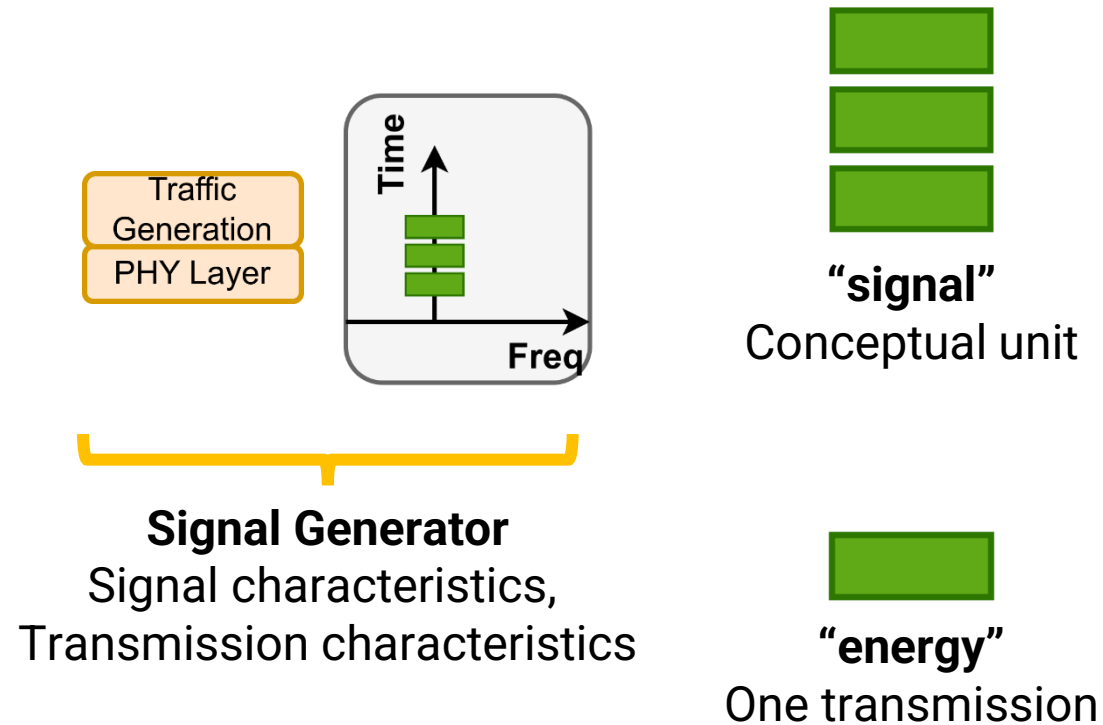 Traffic
Generation
PHY Layer
Time
Freq
Signal Generator
Signal characteristics,
Transmission characteristics
“signal”
Conceptual unit
“energy”
One transmission